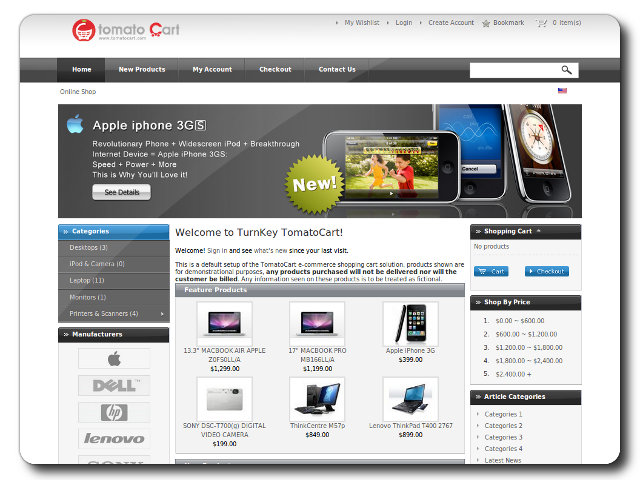 tomato Cart
www.tomatocart.com
My Wishlist
Login
Create Account
Bookmark
0 item(s)
Home
New Products
My Account
Checkout
Contact Us
Online Shop
Apple iphone 3GS
Revolutionary Phone + Widescreen iPod + Breakthrough
Internet Device = Apple iPhone 3GS.
Speed + Power + More
This is Why You'll Love it!
See Details
New!
Cancel
Categories
Desktops (3)
iPod & Camera (0)
Laptop (11)
Monitors (1)
Printers & Scanners (4)
Manufacturers
DELL
hp
lenovo
SONY
Welcome to TurnKey TomatoCart!
Welcome! Sign in and see what's new since your last visit.
This is a default setup of the TomatoCart e-commerce shopping cart solution. products shown are
for demonstrational purposes, any products purchased will not be delivered nor will the
customer be billed. Any information seen on these products is to be treated as fictional.
Feature Products
13.3" MACBOOK AIR APPLE
Z0FS0LL/A
$1,299.00
17" MACBOOK PRO
MB166LL/A
$1,199.00
Apple iPhone 3G
$399.00
SONY DSC-T700(g) DIGITAL
VIDEO CAMERA
$199.00
ThinkCentre M57p
$849.00
Lenovo ThinkPad T400 2767
$899.00
Shopping Cart
No products
Cart
Checkout
Shop By Price
1. $0.00 ~ $600.00
2. $600.00 ~ $1,200.00
3. $1,200.00 ~ $1,800.00
4. $1,800.00 ~ $2,400.00
5. $2,400.00 +
Article Categories
Categories 1
Categories 2
Categories 3
Categories 4
Latest News